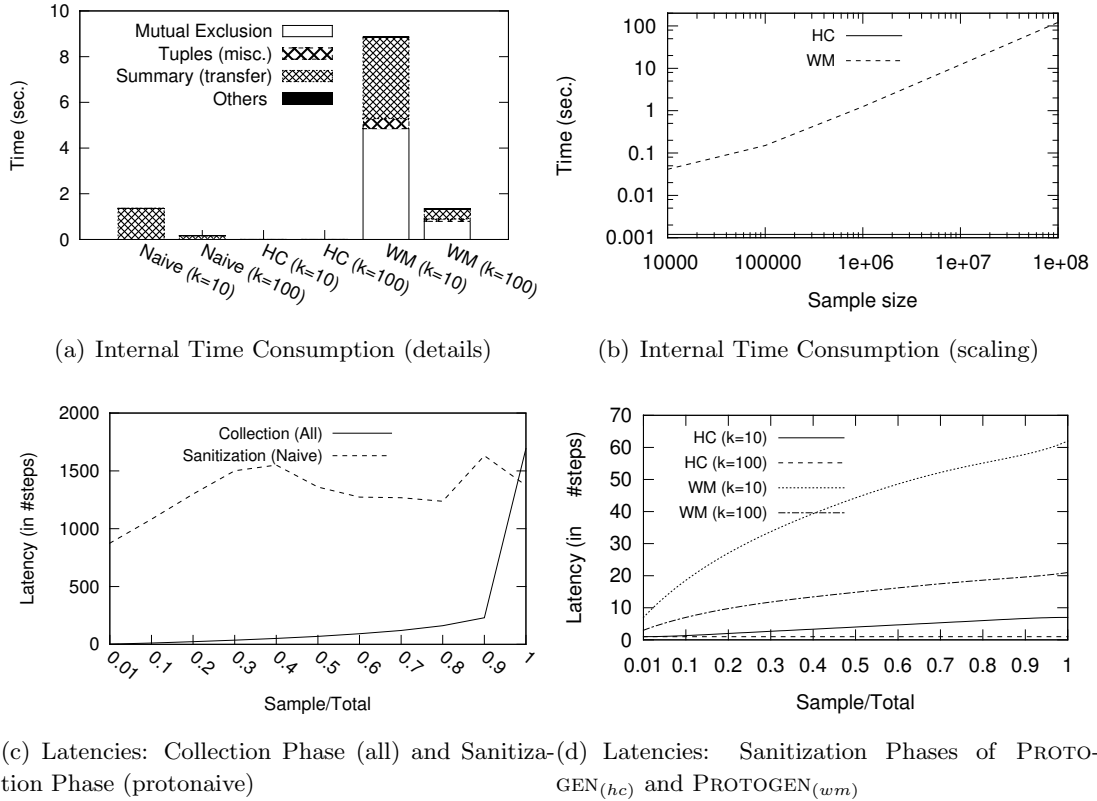 10
8
6
4
2
0
Time (sec.)
Mutual Exclusion
Tuples (misc.)
Summary (transfer)
Others
Naive (k=10)
Naive (k=100)
HC (k=10)
HC (k=100)
WM (k=10)
WM (k=100)
(a) Internal Time Consumption (details)
100
10
1
0.1
0.01
0.001
Time (sec.)
HC
WM
10000 100000 1e+06 1e+07 1e+08
Sample size
(b) Internal Time Consumption (scaling)
2000
1500
1000
500
0
Latency (in #steps)
Collection (All)
Sanitization (Naive)
0.01 0.1 0.2 0.3 0.4 0.5 0.6 0.7 0.8 0.9 1
Sample/Total
(c) Latencies: Collection Phase (all) and Sanitiza-
tion Phase (protonaive)
70
60
50
40
30
20
10
0
Latency (in #steps)
HC (k=10)
HC (k=100)
WM (k=10)
WM (k=100)
0.01 0.1 0.2 0.3 0.4 0.5 0.6 0.7 0.8 0.9 1
Sample/Total
(d) Latencies: Sanitization Phases of PROTO-
GEN(hc) and PROTOGEN(wm)